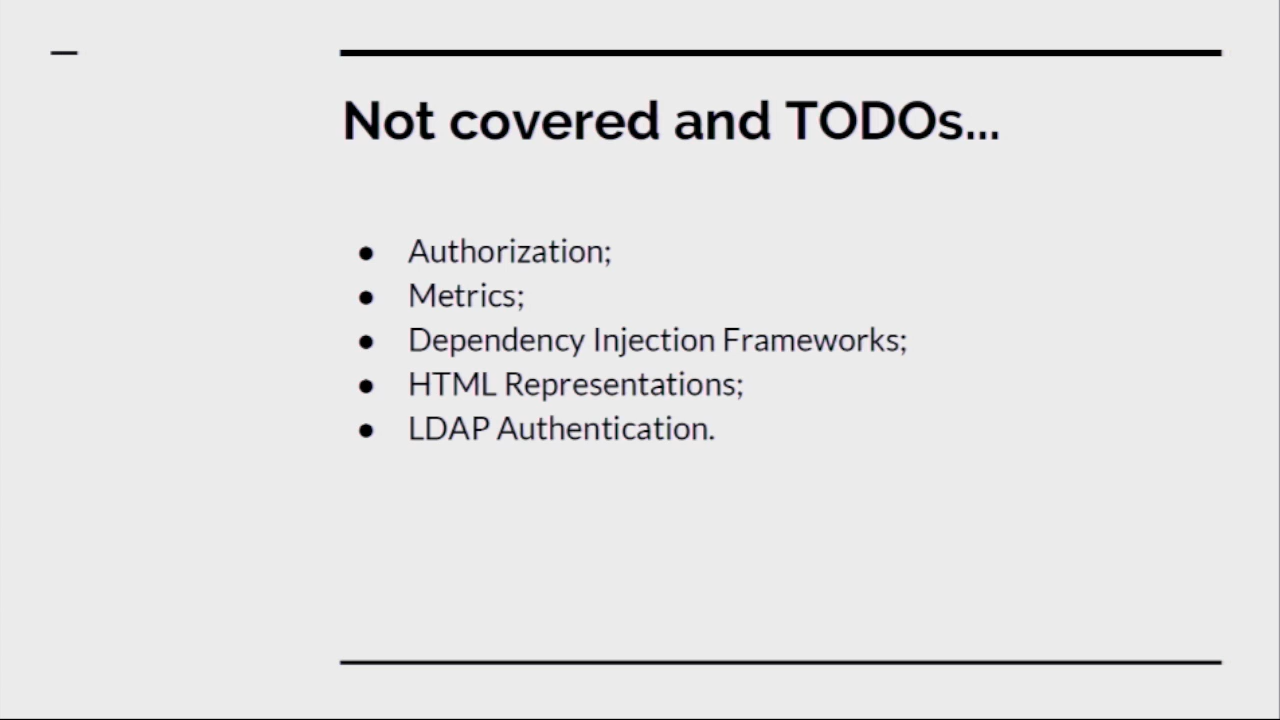 Not covered and TODOs...
● Authorization;
● Metrics;
● Dependency Injection Frameworks;
● HTML Representations;
● LDAP Authentication.